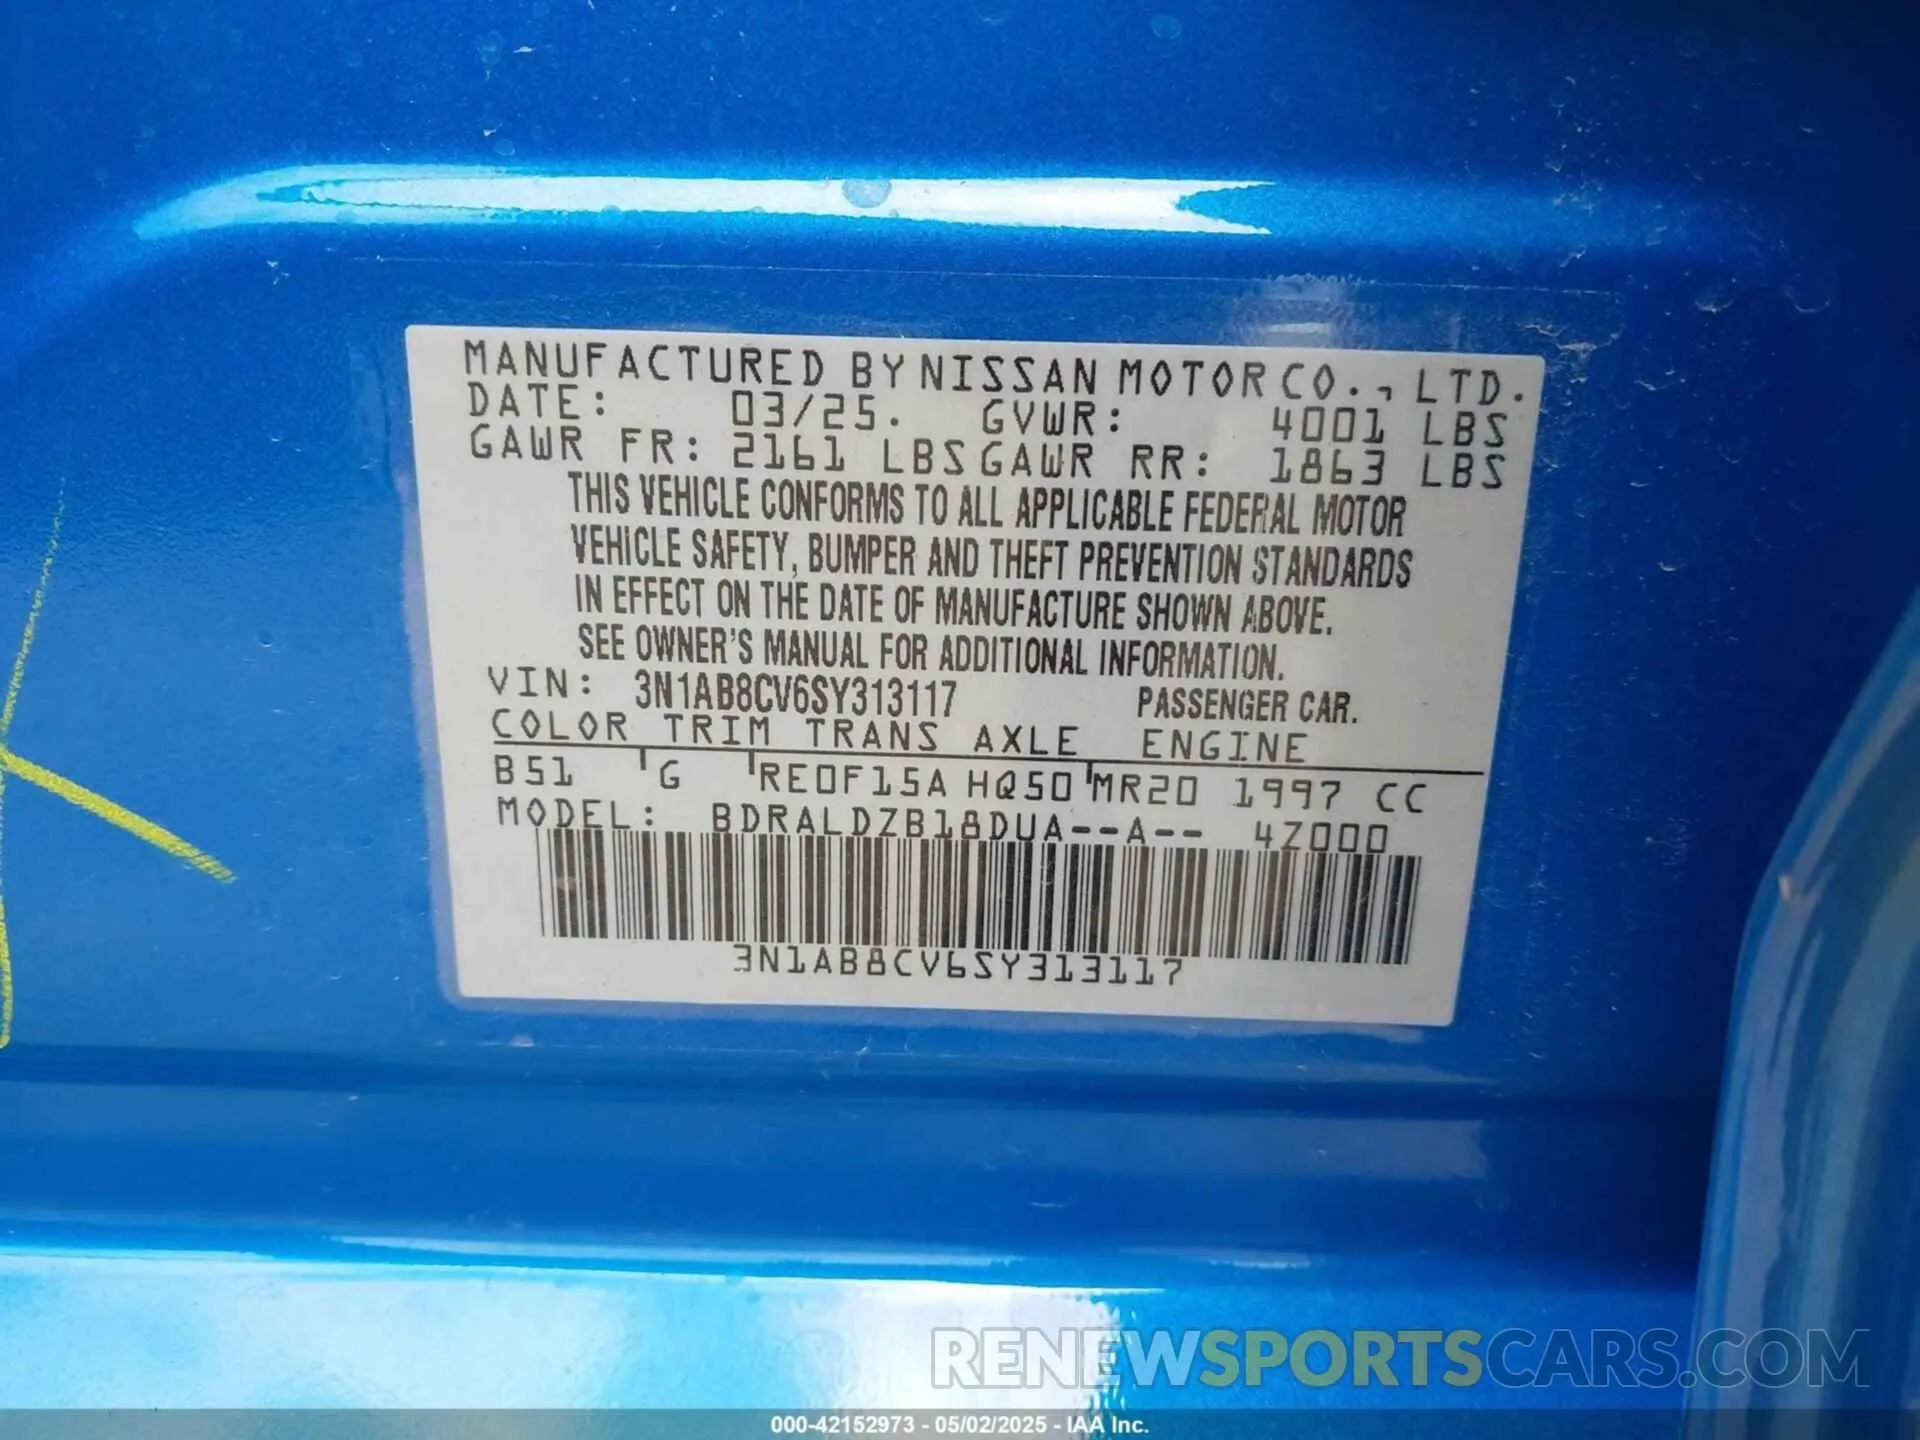 MANUFACTURED BY NISSAN MOTOR CO., LTD.
DATE: 03/25. GVWR: 4001 LBS
GAWR FR: 2161 LBS GAWR RR: 1863 LBS
THIS VEHICLE CONFORMS TO ALL APPLICABLE FEDERAL MOTOR
VEHICLE SAFETY, BUMPER AND THEFT PREVENTION STANDARDS
IN EFFECT ON THE DATE OF MANUFACTURE SHOWN ABOVE.
SEE OWNER'S MANUAL FOR ADDITIONAL INFORMATION.
VIN: 3N1AB8CV6SY313117 PASSENGER CAR.
COLOR TRIM TRANS AXLE ENGINE
B51 G RE0F15A HQ50 MR20 1997 CC
MODEL: BDRALDZB18DUA--A-- 4Z000
3N1AB8CV6SY313117
RENEWSPORTSCARS.COM
000-42152973 - 05/02/2025 - IAA Inc.